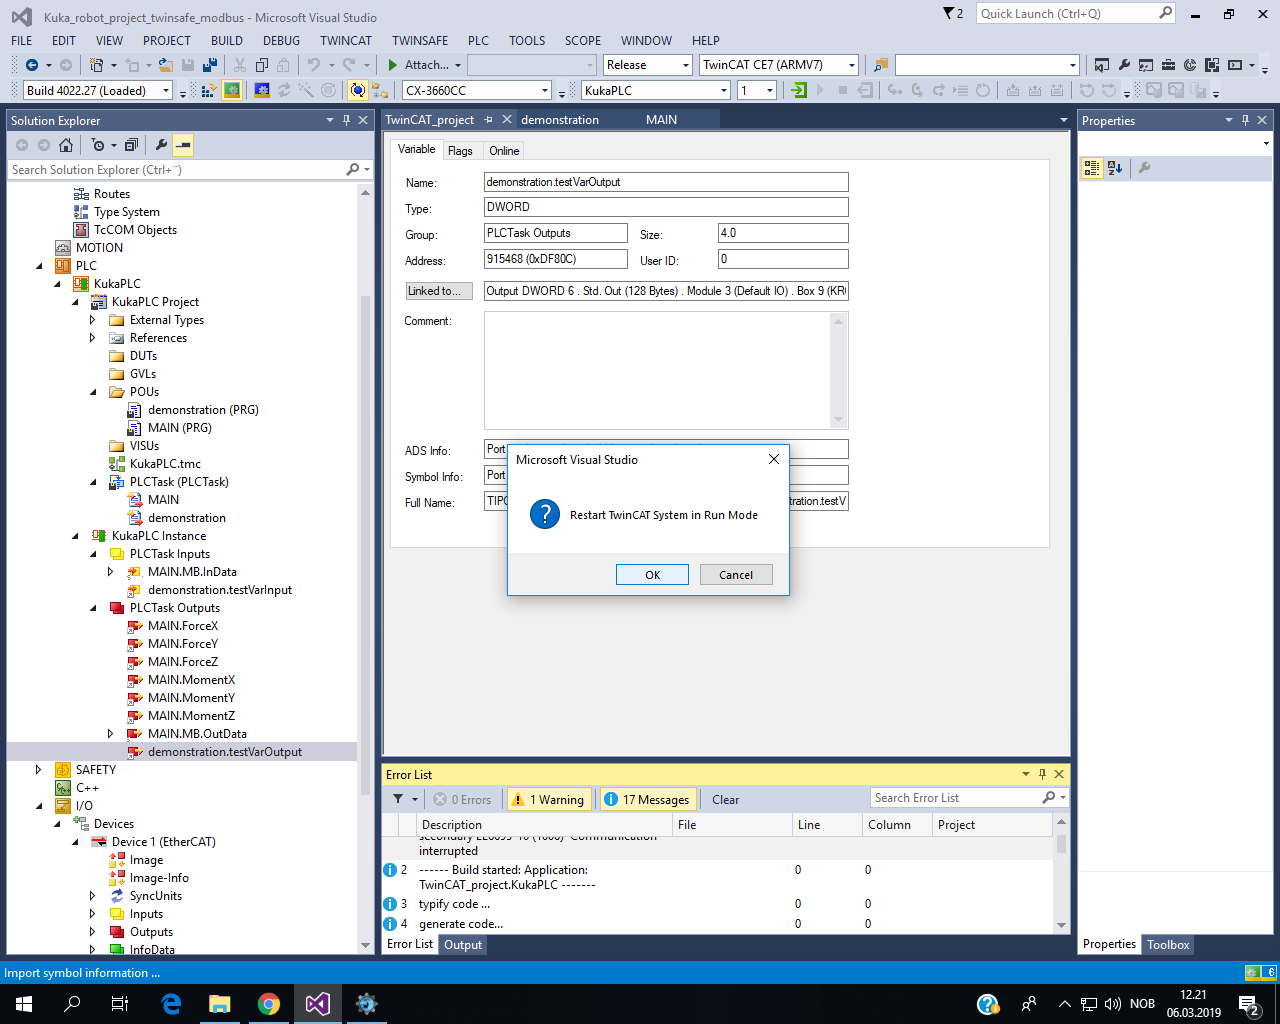 Kuka_robot_project_twinsafe_modbus - Microsoft Visual Studio
2
Quick Launch (Ctrl+Q)
FILE EDIT VIEW PROJECT BUILD DEBUG TWINCAT TWINSAFE PLC TOOLS SCOPE WINDOW HELP
Attach... Release TwinCAT CE7 (ARMV7)
Build 4022.27 (Loaded) CX-3660CC KukaPLC 1
Solution Explorer
Search Solution Explorer (Ctrl+¨)
Routes
Type System
TcCOM Objects
MOTION
PLC
KukaPLC
KukaPLC Project
External Types
References
DUTs
GVLs
POUs
demonstration (PRG)
MAIN (PRG)
VISUs
KukaPLC.tmc
PLCTask (PLCTask)
MAIN
demonstration
KukaPLC Instance
PLCTask Inputs
MAIN.MB.InData
demonstration.testVarInput
PLCTask Outputs
MAIN.ForceX
MAIN.ForceY
MAIN.ForceZ
MAIN.MomentX
MAIN.MomentY
MAIN.MomentZ
MAIN.MB.OutData
demonstration.testVarOutput
SAFETY
C++
I/O
Devices
Device 1 (EtherCAT)
Image
Image-Info
SyncUnits
Inputs
Outputs
InfoData
TwinCAT_project demonstration MAIN
Variable Flags Online
Name: demonstration.testVarOutput
Type: DWORD
Group: PLCTask Outputs Size: 4.0
Address: 915468 (0xDF80C) User ID: 0
Linked to... Output DWORD 6 . Std. Out (128 Bytes) . Module 3 (Default IO) . Box 9 (KR
Comment:
ADS Info: Port
Symbol Info: Port
Full Name: TIPC tration.testV
Microsoft Visual Studio
? Restart TwinCAT System in Run Mode
OK Cancel
Error List
0 Errors 1 Warning 17 Messages Clear Search Error List
Description File Line Column Project
interrupted
2 ------ Build started: Application: 0 0
TwinCAT_project.KukaPLC -------
3 typify code ... 0 0
4 generate code... 0 0
Error List Output
Properties
Properties Toolbox
Import symbol information ...
6
NOB
12.21
06.03.2019
2